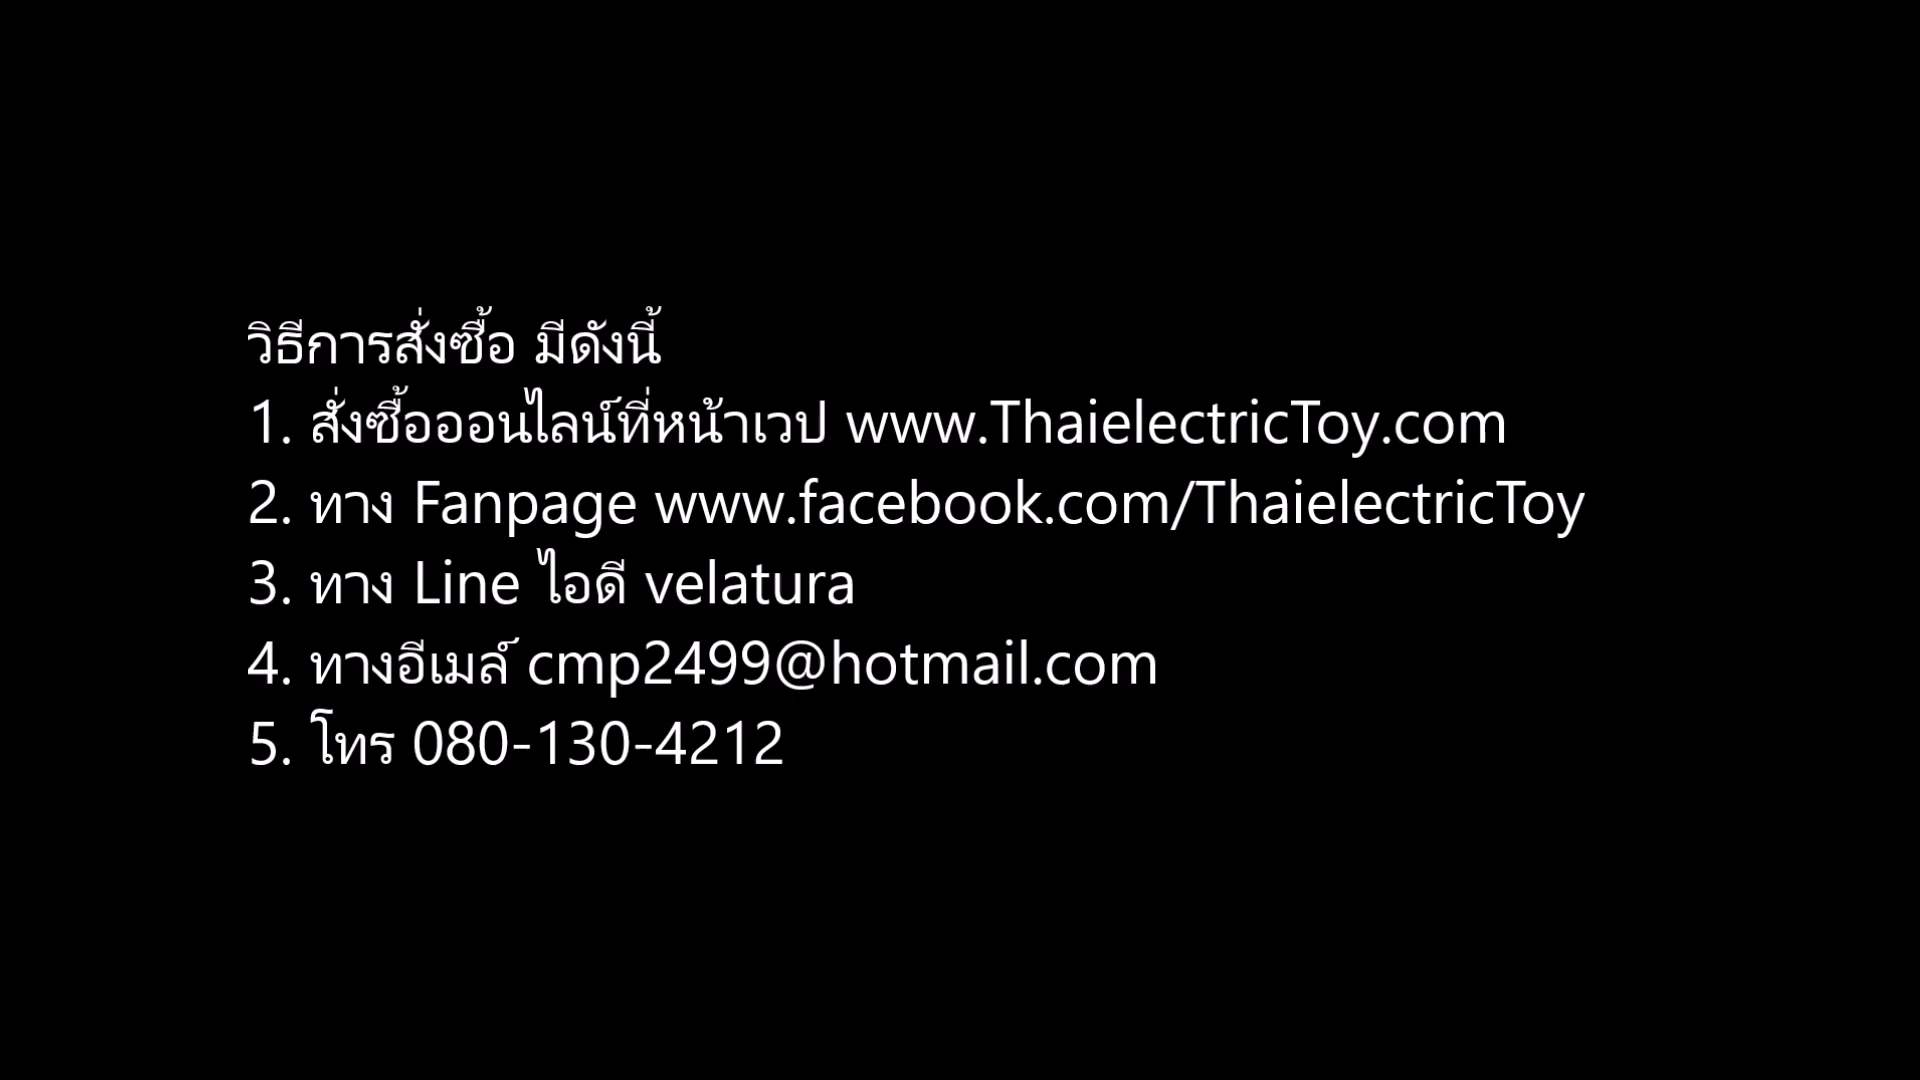 วิธีการสั่งซื้อ มีดังนี้
1. สั่งซื้อออนไลน์ที่หน้าเวป www.ThaielectricToy.com
2. ทาง Fanpage www.facebook.com/ThaielectricToy
3. ทาง Line ไอดี velatura
4. ทางอีเมล์ cmp2499@hotmail.com
5. โทร 080-130-4212